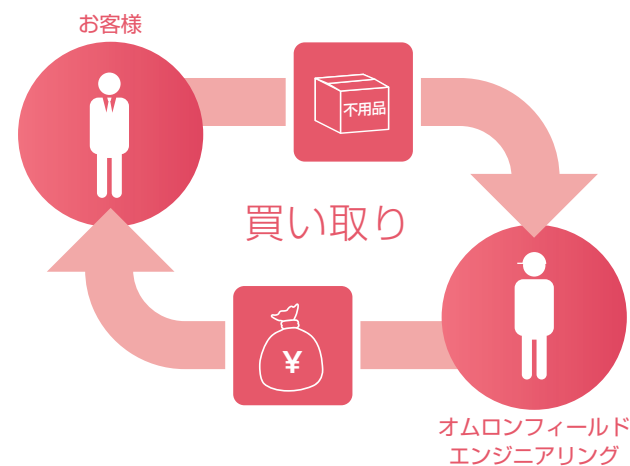 お客様
不用品
買い取り
¥
オムロンフィールド
エンジニアリング